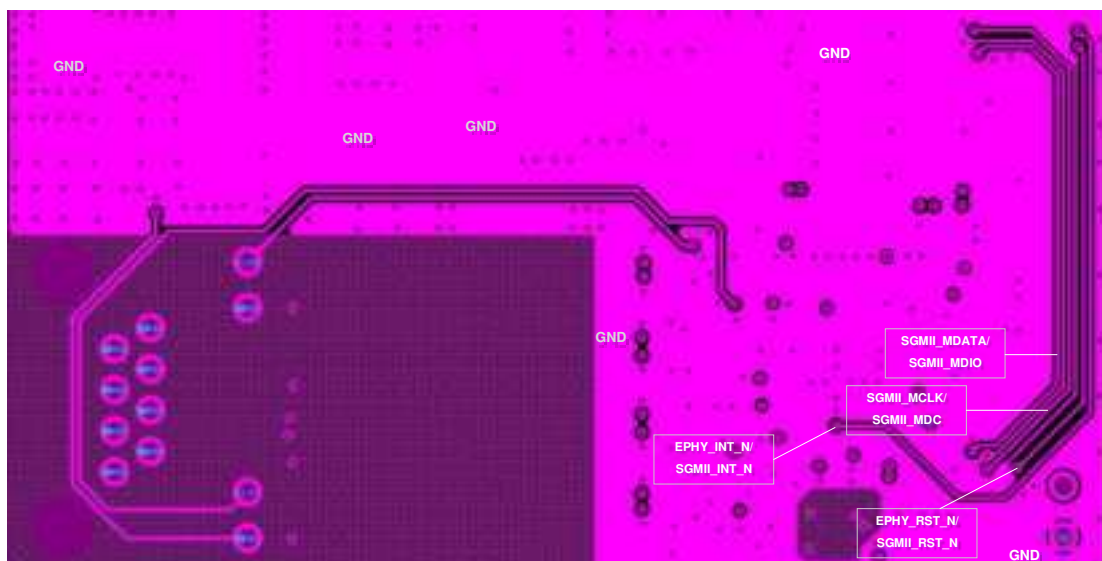 GND
GND
GND
GND
GND
SGMII_MDATA/
SGMII_MDIO
SGMII_MCLK/
SGMII_MDC
EPHY_INT_N/
SGMII_INT_N
EPHY_RST_N/
SGMII_RST_N
GND